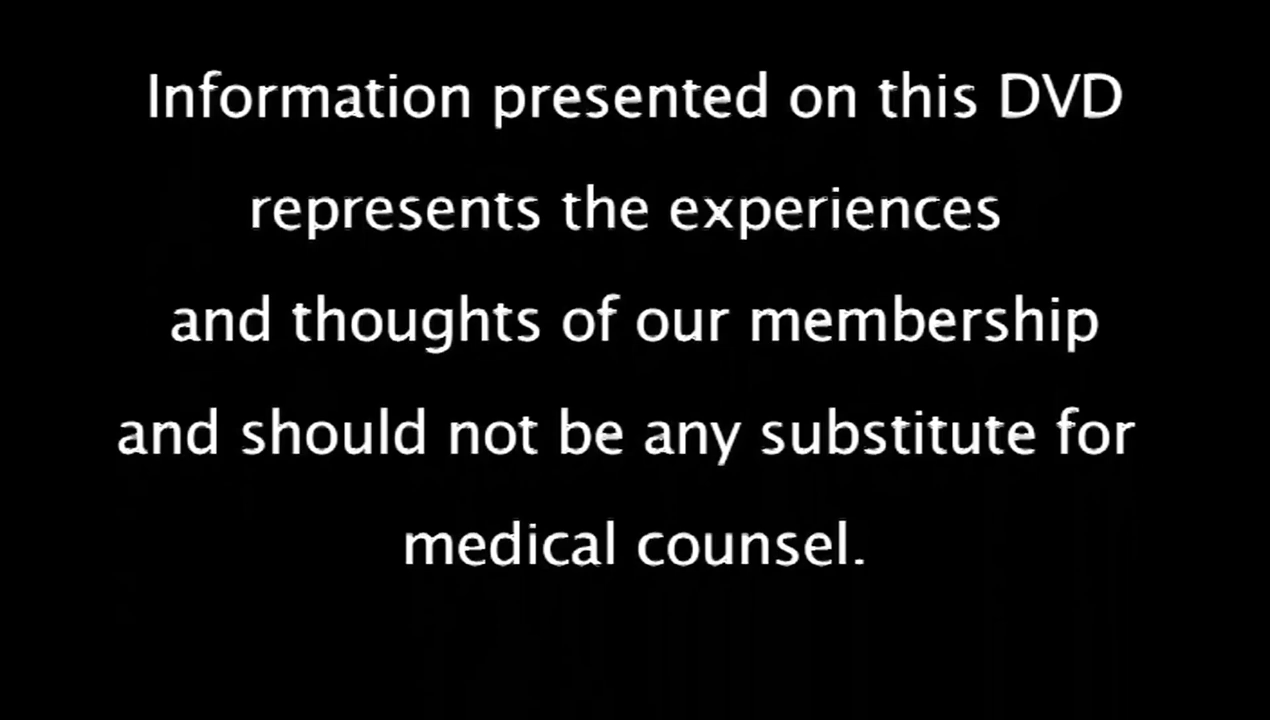 Information presented on this DVD
represents the experiences
and thoughts of our membership
and should not be any substitute for
medical counsel.